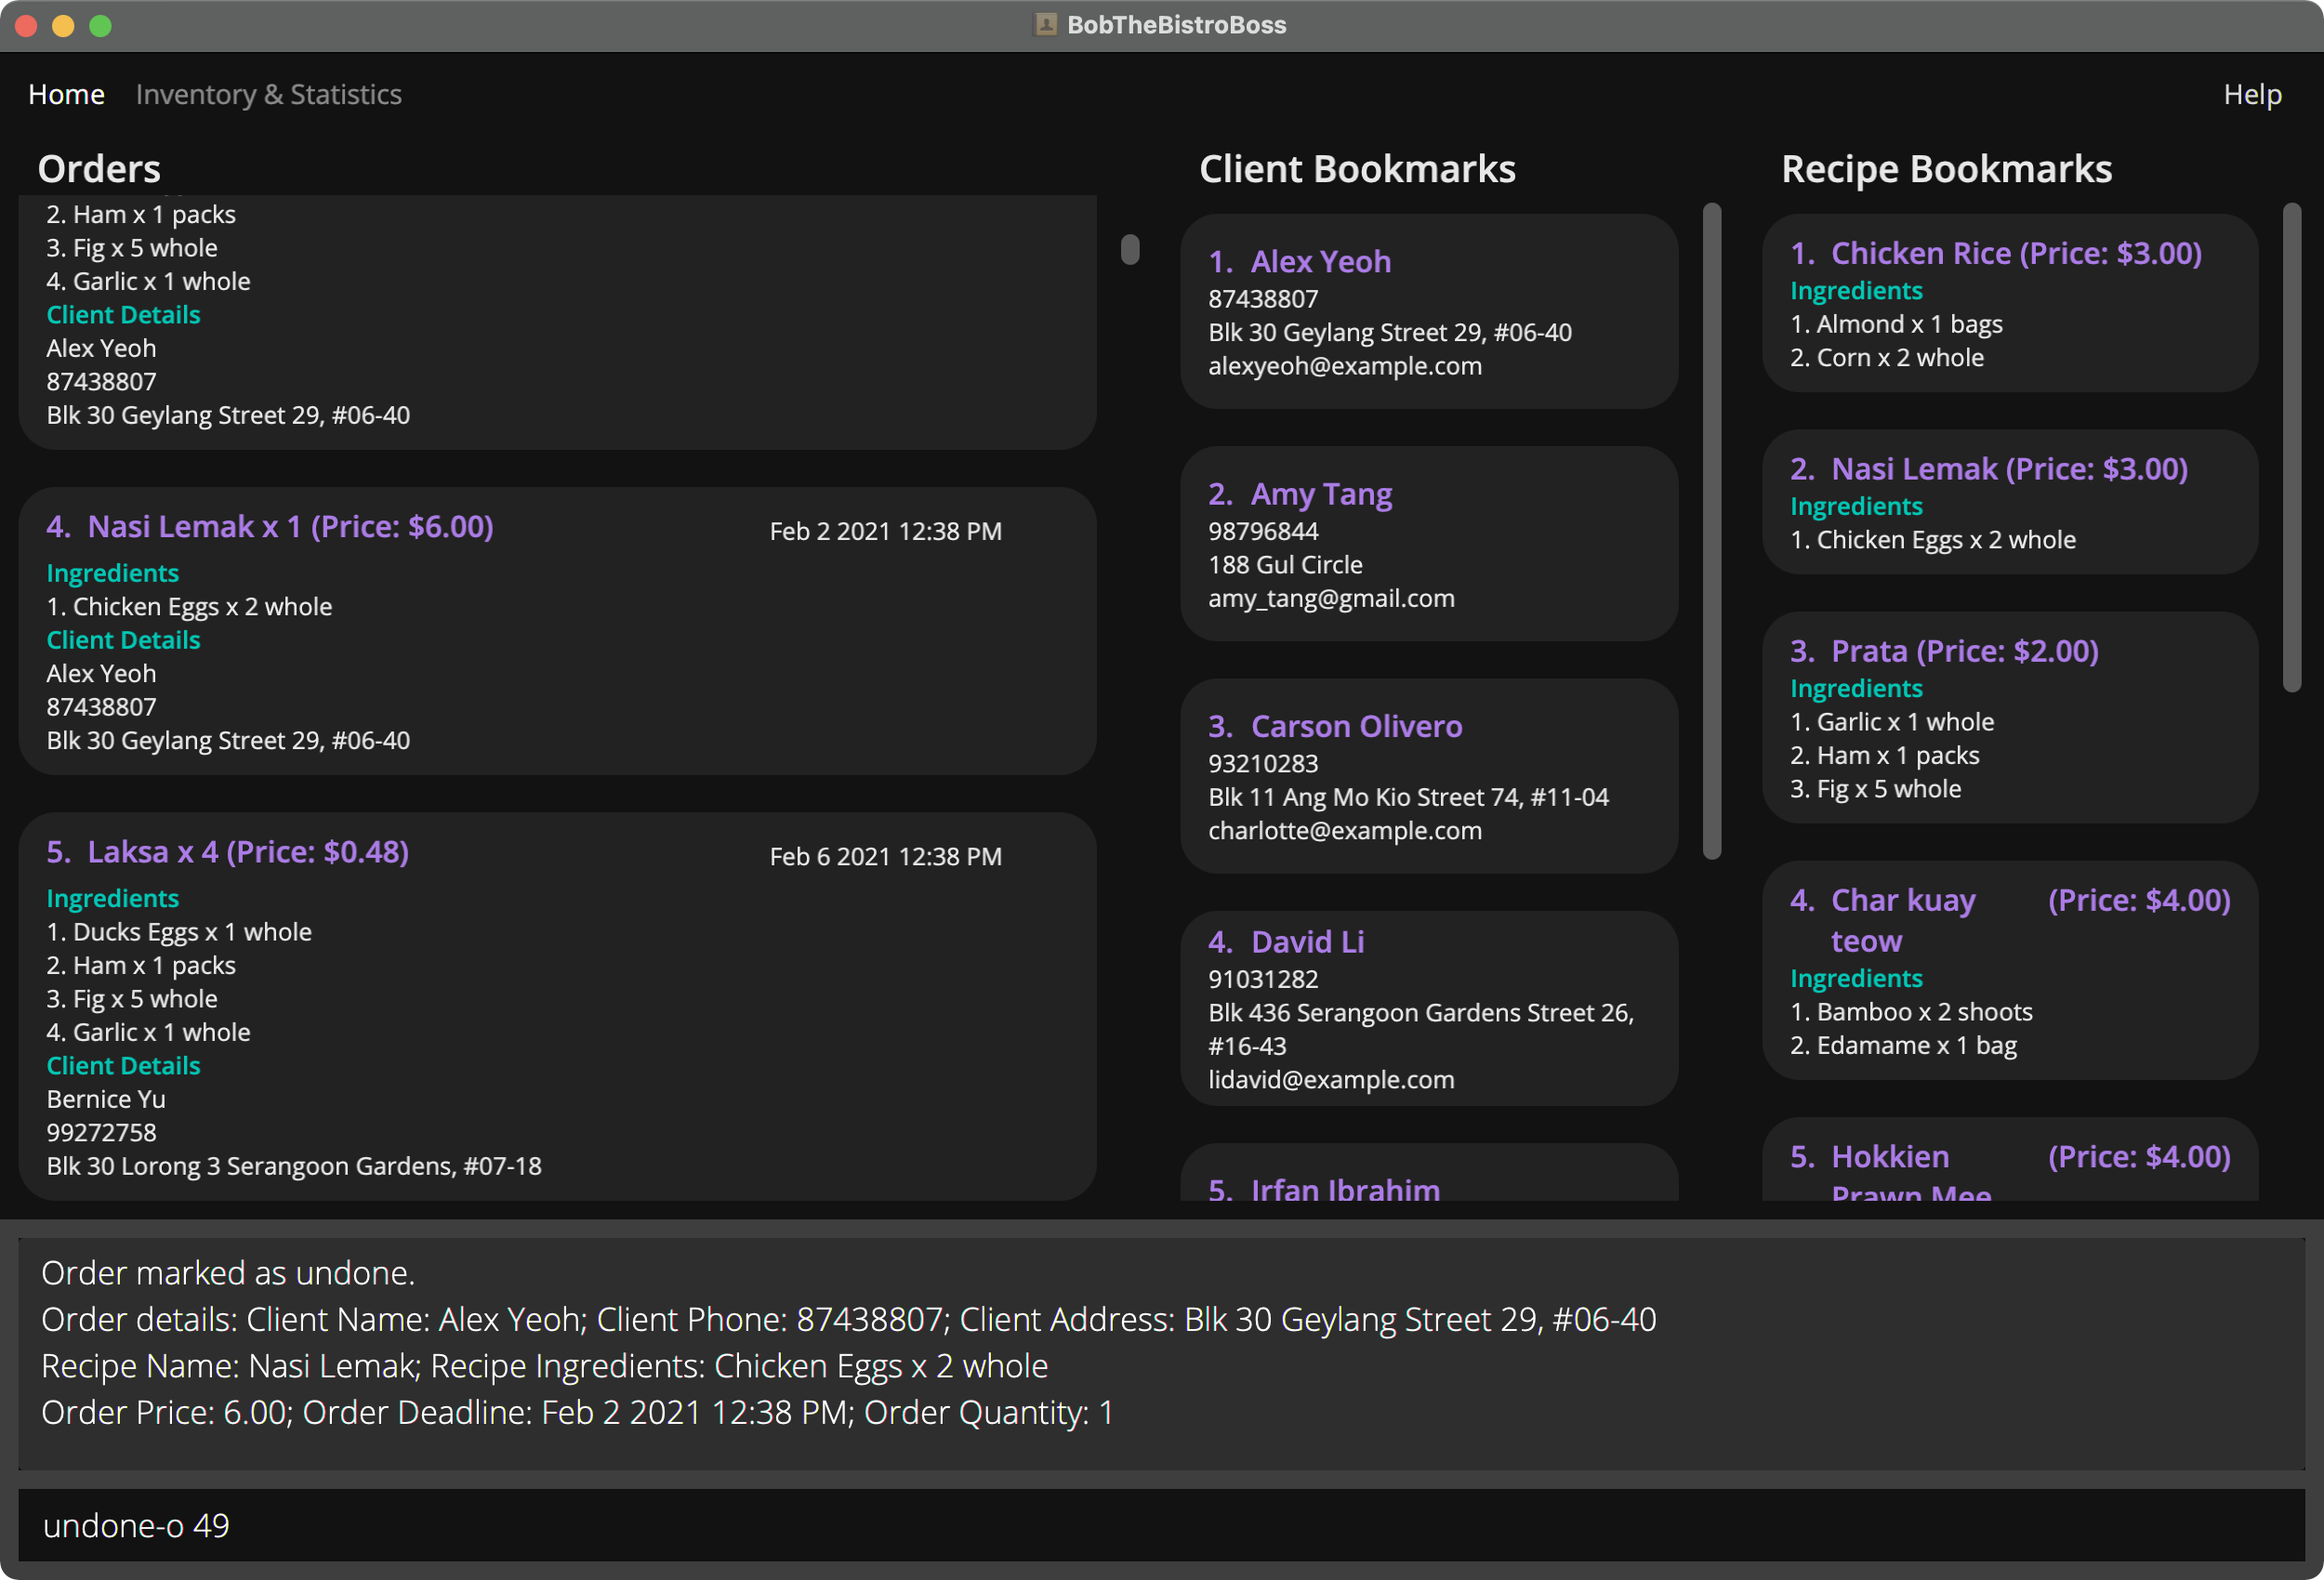 BobTheBistroBoss
Home
Inventory & Statistics
Help
Orders
2. Ham x 1 packs
3. Fig x 5 whole
4. Garlic x 1 whole
Client Details
Alex Yeoh
87438807
Blk 30 Geylang Street 29, #06-40
4. Nasi Lemak x 1 (Price: $6.00)
Feb 2 2021 12:38 PM
Ingredients
1. Chicken Eggs x 2 whole
Client Details
Alex Yeoh
87438807
Blk 30 Geylang Street 29, #06-40
5. Laksa x 4 (Price: $0.48)
Feb 6 2021 12:38 PM
Ingredients
1. Ducks Eggs x 1 whole
2. Ham x 1 packs
3. Fig x 5 whole
4. Garlic x 1 whole
Client Details
Bernice Yu
99272758
Blk 30 Lorong 3 Serangoon Gardens, #07-18
Client Bookmarks
1. Alex Yeoh
87438807
Blk 30 Geylang Street 29, #06-40
alexyeoh@example.com
2. Amy Tang
98796844
188 Gul Circle
amy_tang@gmail.com
3. Carson Olivero
93210283
Blk 11 Ang Mo Kio Street 74, #11-04
charlotte@example.com
4. David Li
91031282
Blk 436 Serangoon Gardens Street 26,
#16-43
lidavid@example.com
5. Irfan Ibrahim
Recipe Bookmarks
1. Chicken Rice (Price: $3.00)
Ingredients
1. Almond x 1 bags
2. Corn x 2 whole
2. Nasi Lemak (Price: $3.00)
Ingredients
1. Chicken Eggs x 2 whole
3. Prata (Price: $2.00)
Ingredients
1. Garlic x 1 whole
2. Ham x 1 packs
3. Fig x 5 whole
4. Char kuay (Price: $4.00)
teow
Ingredients
1. Bamboo x 2 shoots
2. Edamame x 1 bag
5. Hokkien (Price: $4.00)
Prawn Mee
Order marked as undone.
Order details: Client Name: Alex Yeoh; Client Phone: 87438807; Client Address: Blk 30 Geylang Street 29, #06-40
Recipe Name: Nasi Lemak; Recipe Ingredients: Chicken Eggs x 2 whole
Order Price: 6.00; Order Deadline: Feb 2 2021 12:38 PM; Order Quantity: 1
undone-o 49